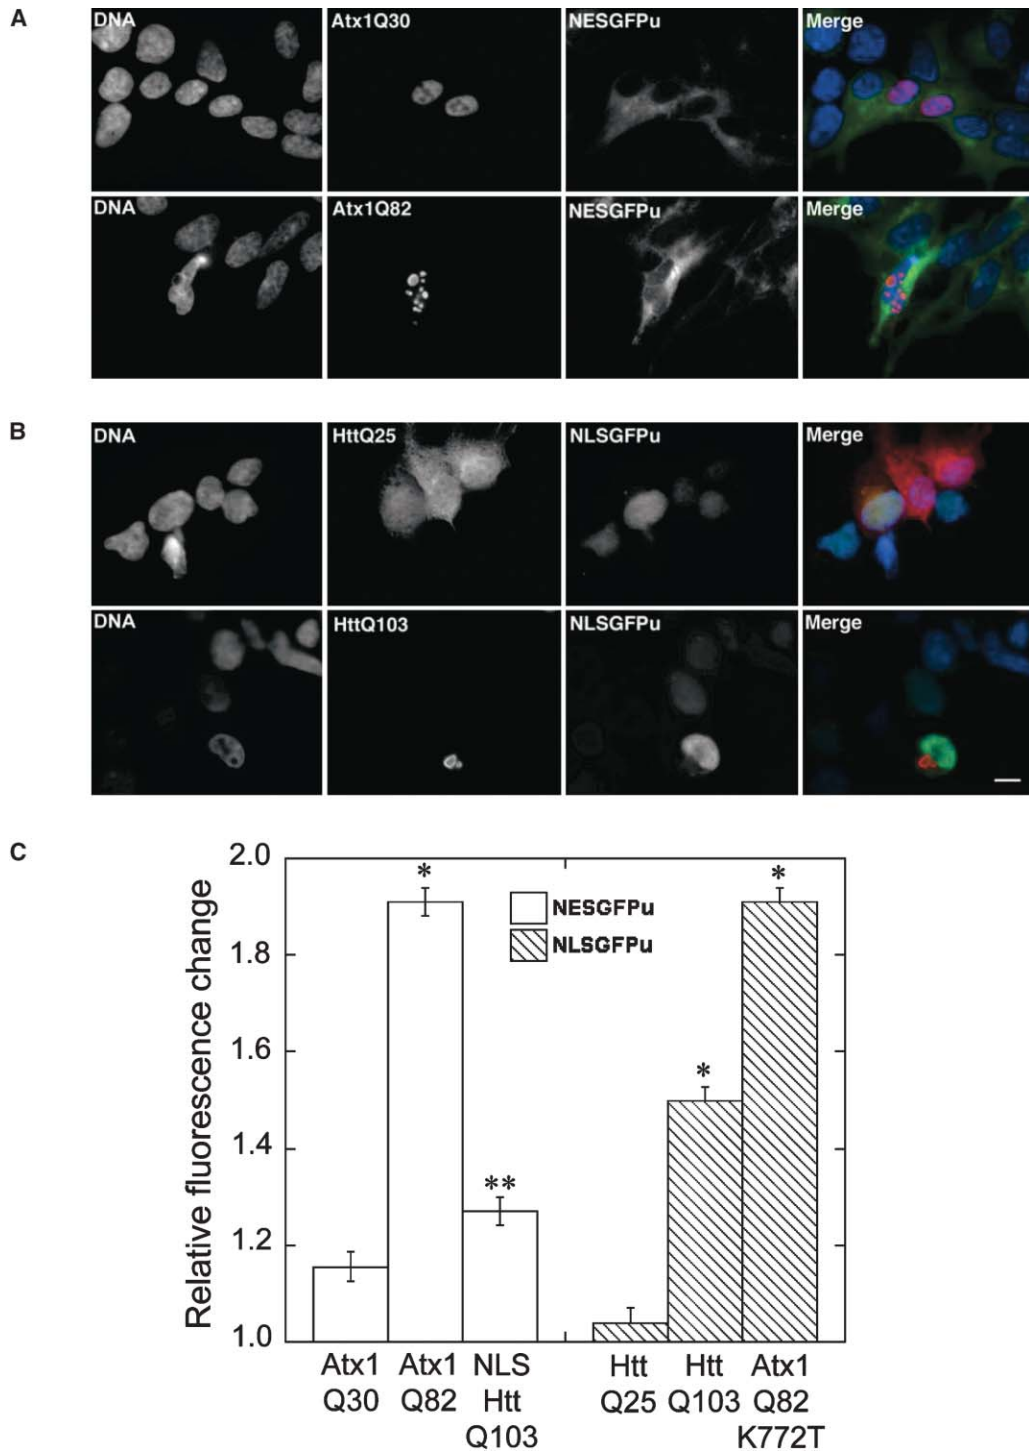 A
DNA
Atx1Q30
NESGFPu
Merge
DNA
Atx1Q82
NESGFPu
Merge
B
DNA
HttQ25
NLSGFPu
Merge
DNA
HttQ103
NLSGFPu
Merge
C
Relative fluorescence change
2.0
1.8
1.6
1.4
1.2
1.0
*
**
*
*
NESGFPu
NLSGFPu
Atx1
Q30
Atx1
Q82
NLS
Htt
Q103
Htt
Q25
Htt
Q103
Atx1
Q82
K772T